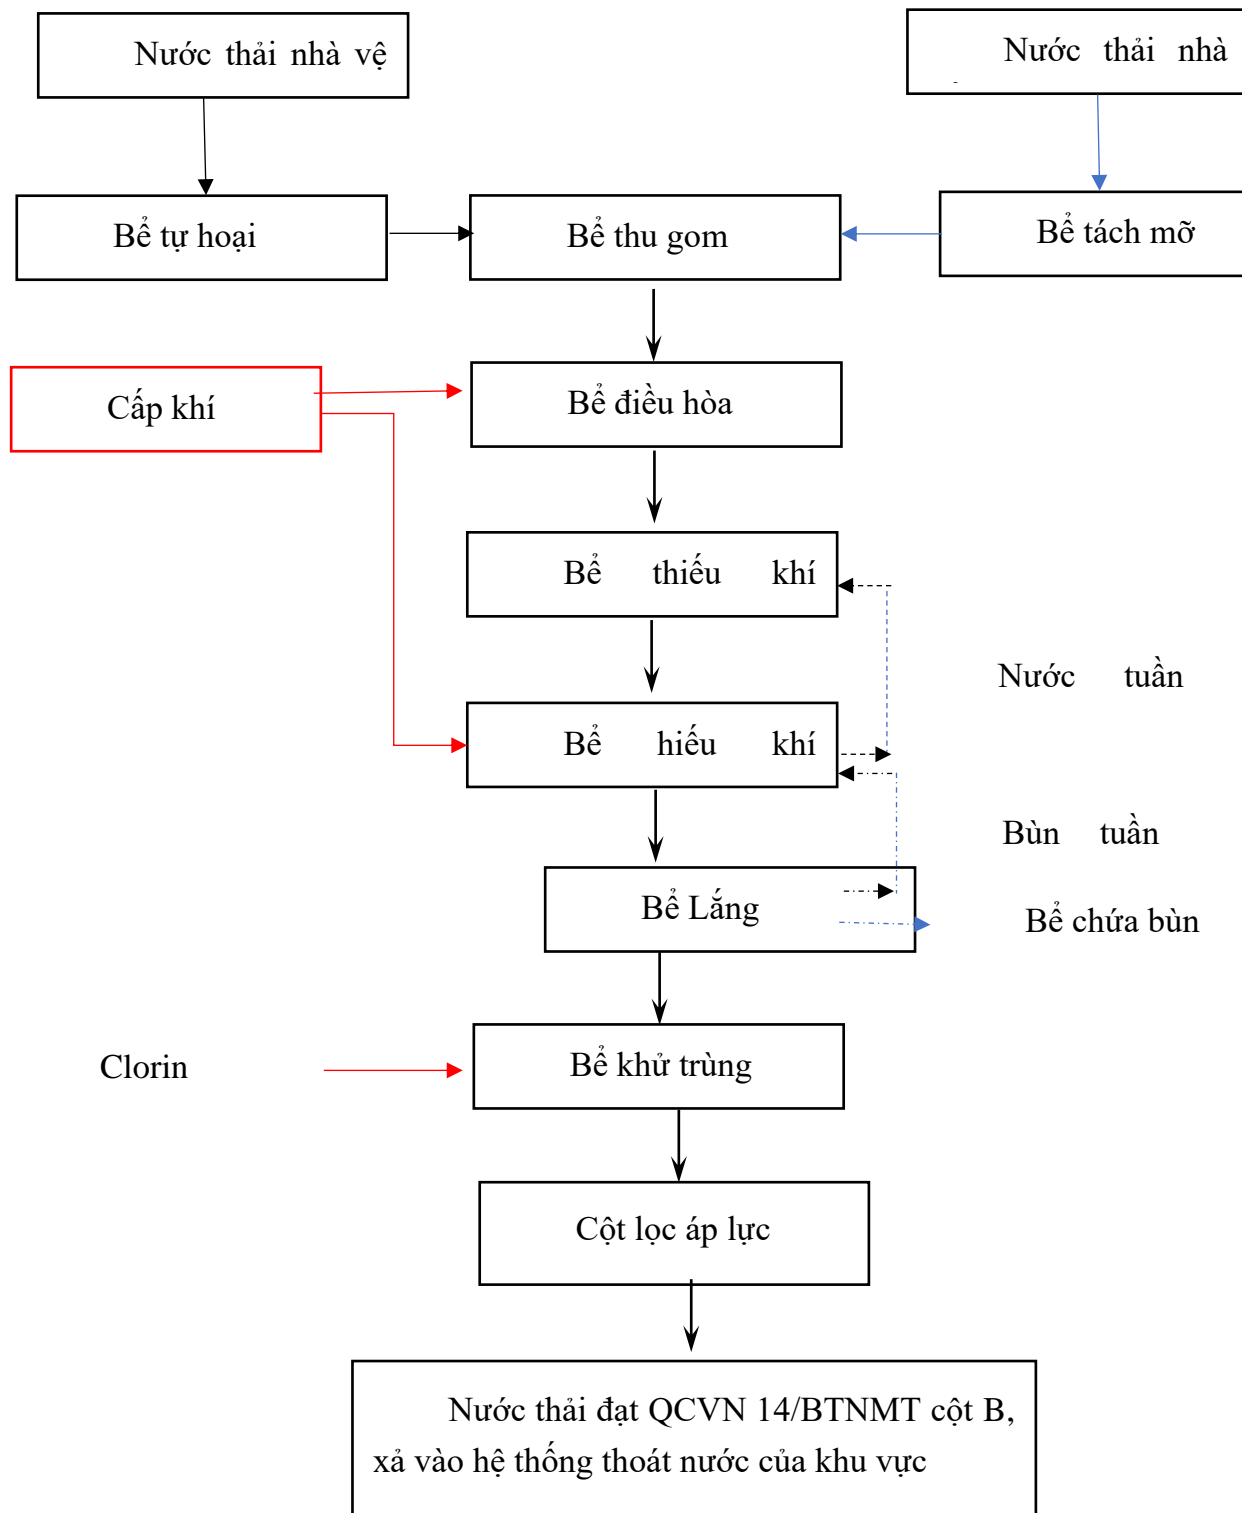 Nước thải nhà vệ
Nước thải nhà
Bể tự hoại
Bể thu gom
Bể tách mỡ
Cấp khí
Bể điều hòa
Bể thiếu khí
Nước tuần
Bể hiếu khí
Bùn tuần
Bể Lắng
Bể chứa bùn
Clorin
Bể khử trùng
Cột lọc áp lực
Nước thải đạt QCVN 14/BTNMT cột B,
xả vào hệ thống thoát nước của khu vực